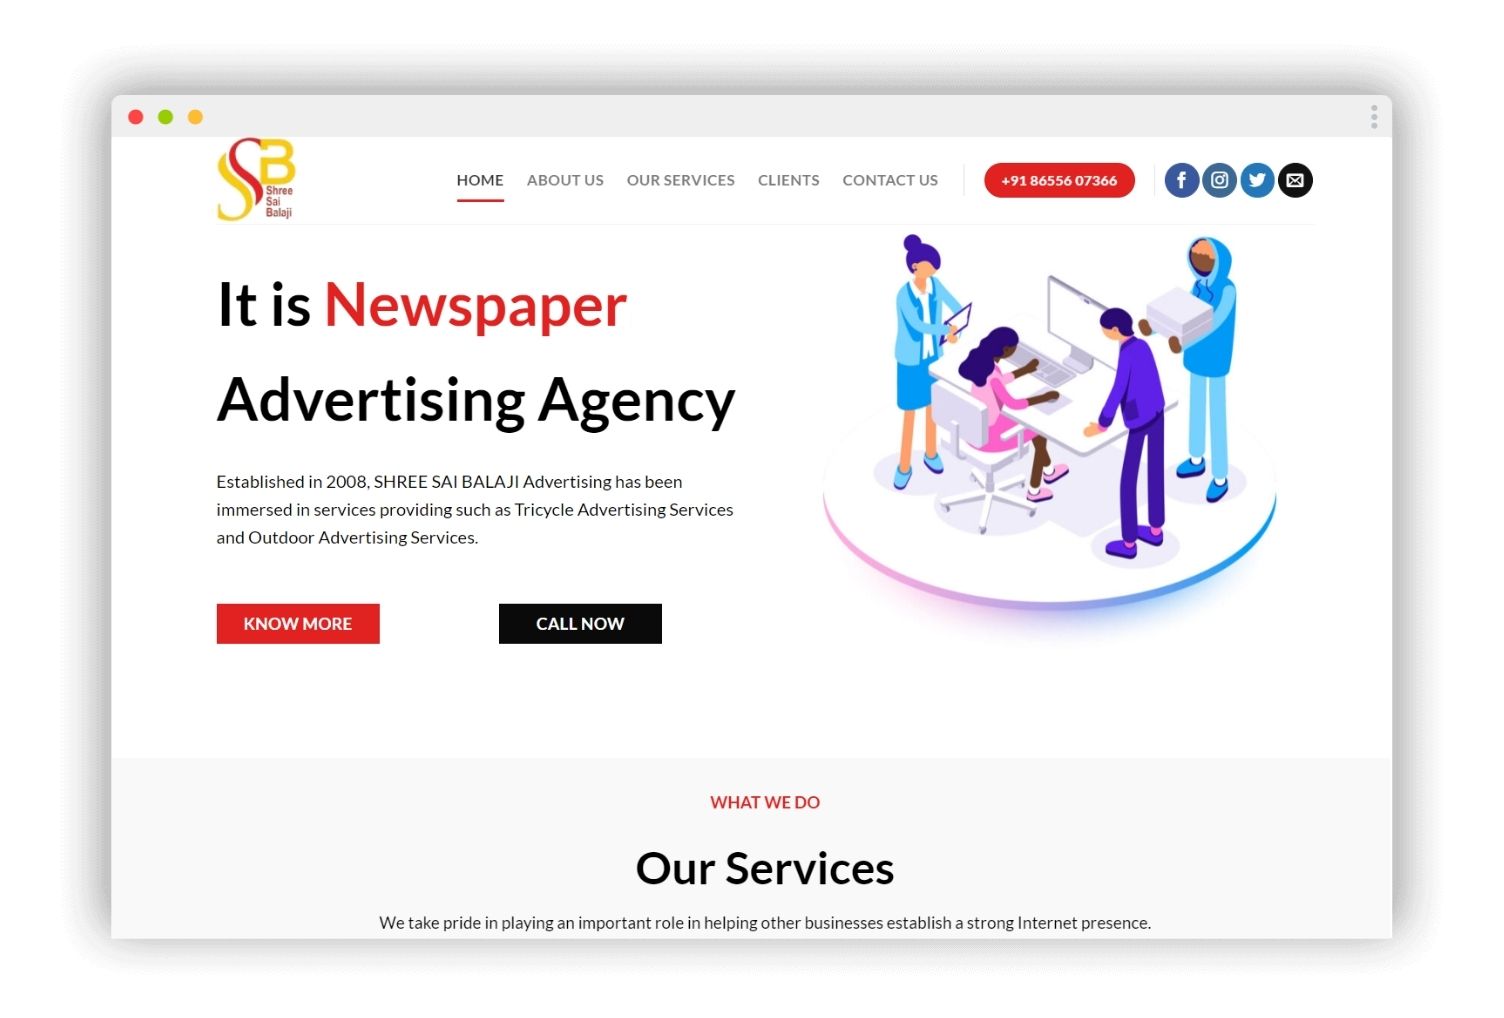 SSB
Shree
Sai
Balaji
HOME ABOUT US OUR SERVICES CLIENTS CONTACT US +91 86556 07366
It is Newspaper
Advertising Agency
Established in 2008, SHREE SAI BALAJI Advertising has been
immersed in services providing such as Tricycle Advertising Services
and Outdoor Advertising Services.
KNOW MORE CALL NOW
WHAT WE DO
Our Services
We take pride in playing an important role in helping other businesses establish a strong Internet presence.